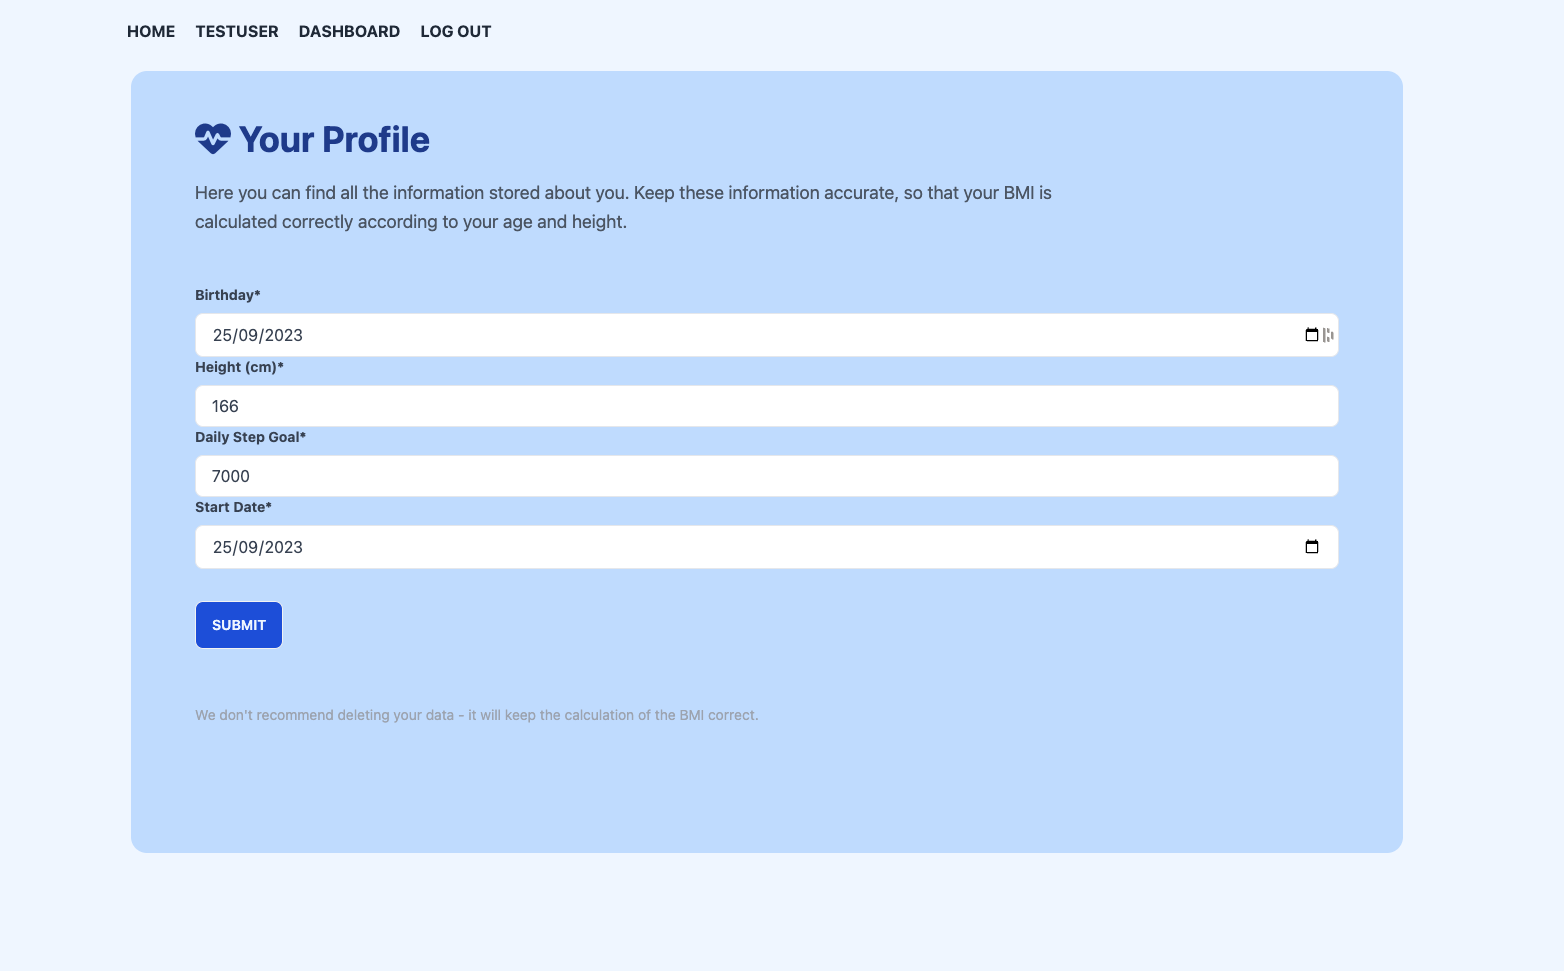 HOME TESTUSER DASHBOARD LOG OUT
Your Profile
Here you can find all the information stored about you. Keep these information accurate, so that your BMI is
calculated correctly according to your age and height.
Birthday*
25/09/2023
Height (cm)*
166
Daily Step Goal*
7000
Start Date*
25/09/2023
SUBMIT
We don't recommend deleting your data - it will keep the calculation of the BMI correct.